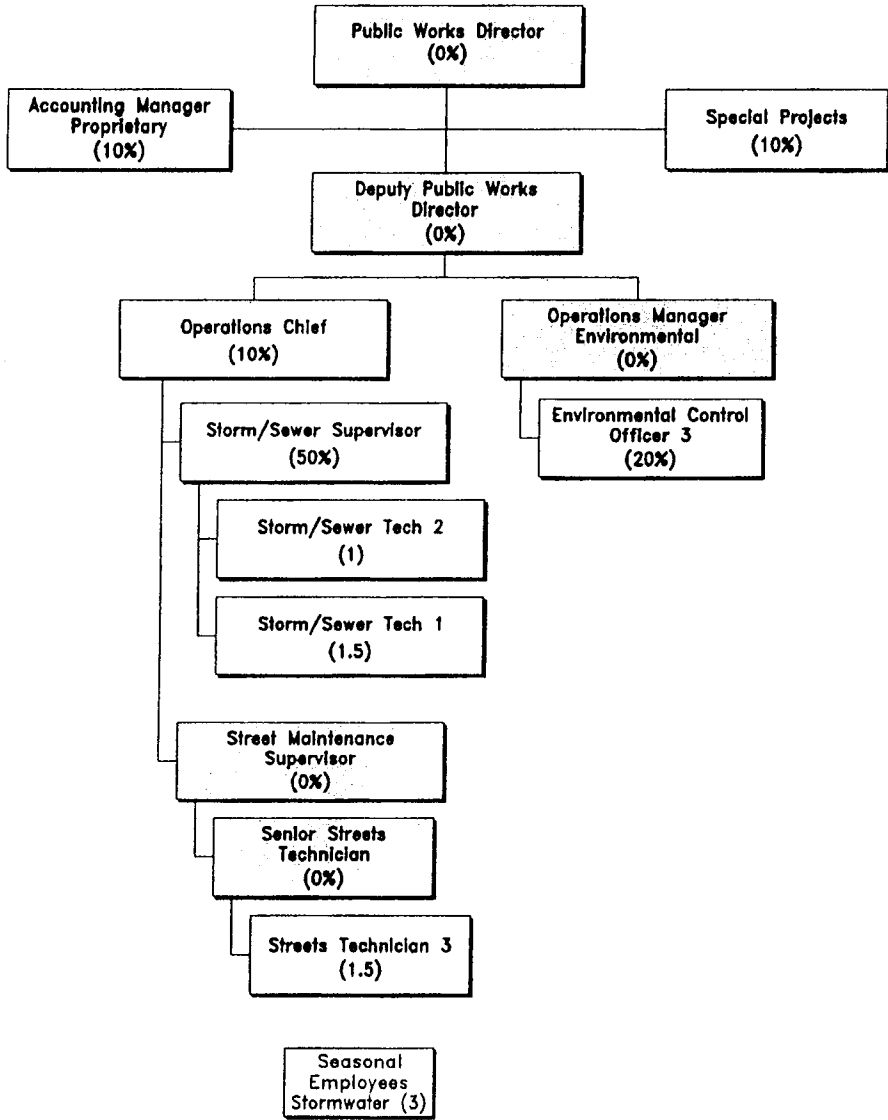 Public Works
Director
(0%)
Accounting Manager
Proprietary
(10%)
Special Projects
(10%)
Deputy Public Works
Director
(0%)
Operations Chief
(10%)
Operations Manager
Environmental
(0%)
Storm/Sewer Supervisor
(50%)
Environmental Control
Officer 3
(20%)
Storm/Sewer Tech 2
(1)
Storm/Sewer Tech 1
(1.5)
Street Maintenance
Supervisor
(0%)
Senior Streets
Technician
(0%)
Streets Technician 3
(1.5)
Seasonal
Employees
Stormwater (3)